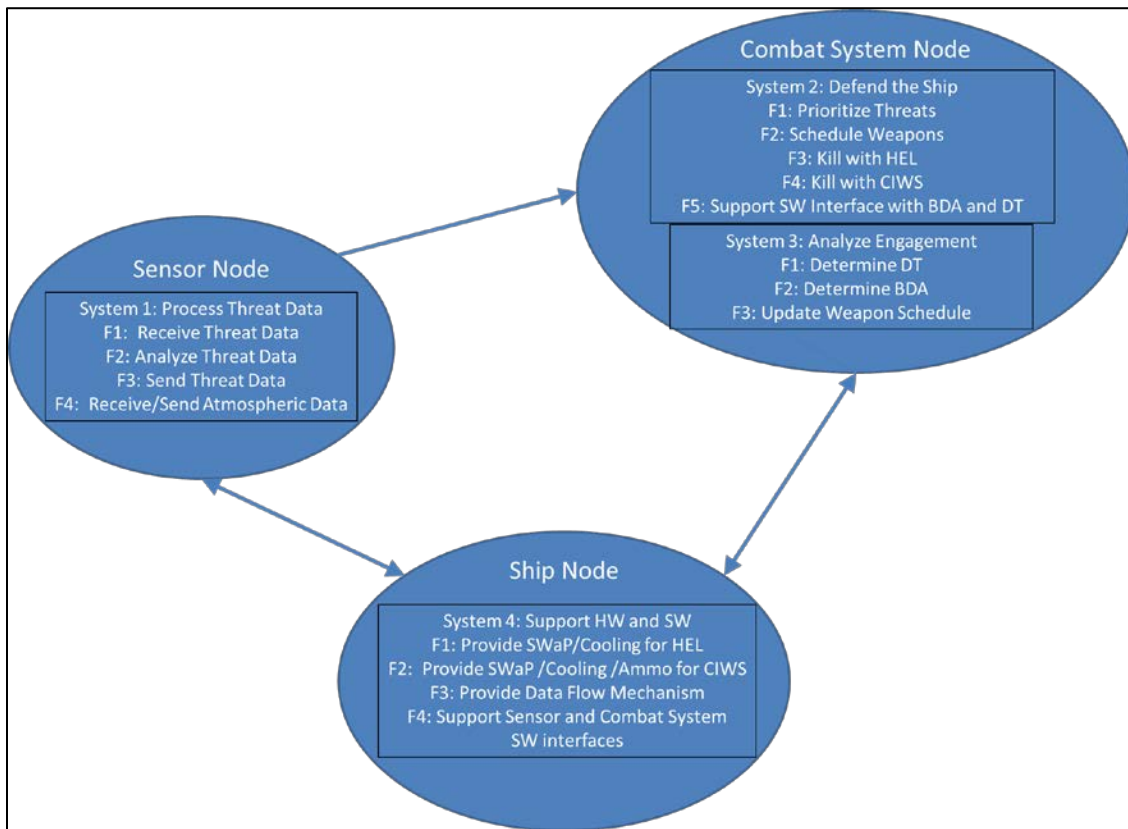 Combat System Node
System 2: Defend the Ship
F1: Prioritize Threats
F2: Schedule Weapons
F3: Kill with HEL
F4: Kill with CIWS
F5: Support SW Interface with BDA and DT
System 3: Analyze Engagement
F1: Determine DT
F2: Determine BDA
F3: Update Weapon Schedule
Sensor Node
System 1: Process Threat Data
F1: Receive Threat Data
F2: Analyze Threat Data
F3: Send Threat Data
F4: Receive/Send Atmospheric Data
Ship Node
System 4: Support HW and SW
F1: Provide SWaP/Cooling for HEL
F2: Provide SWaP /Cooling /Ammo for CIWS
F3: Provide Data Flow Mechanism
F4: Support Sensor and Combat System
SW interfaces